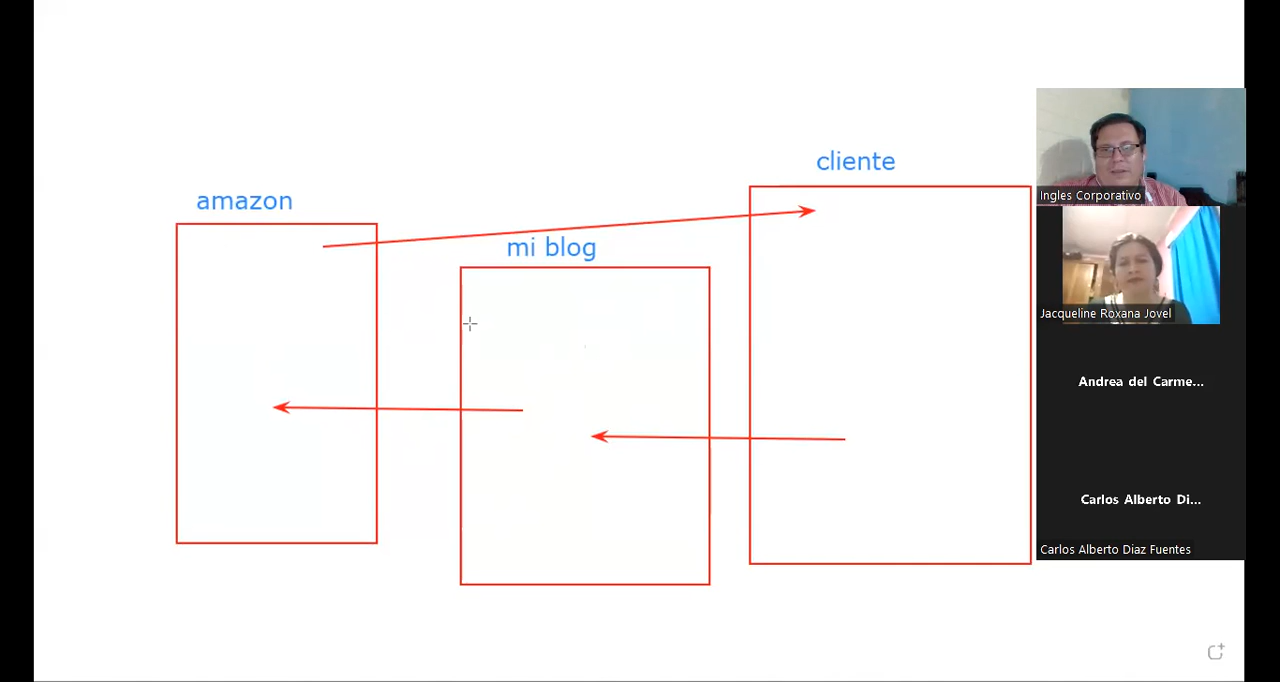 amazon
mi blog
cliente
Ingles Corporativo
Jacqueline Roxana Jovel
Andrea del Carme...
Carlos Alberto Di...
Carlos Alberto Diaz Fuentes